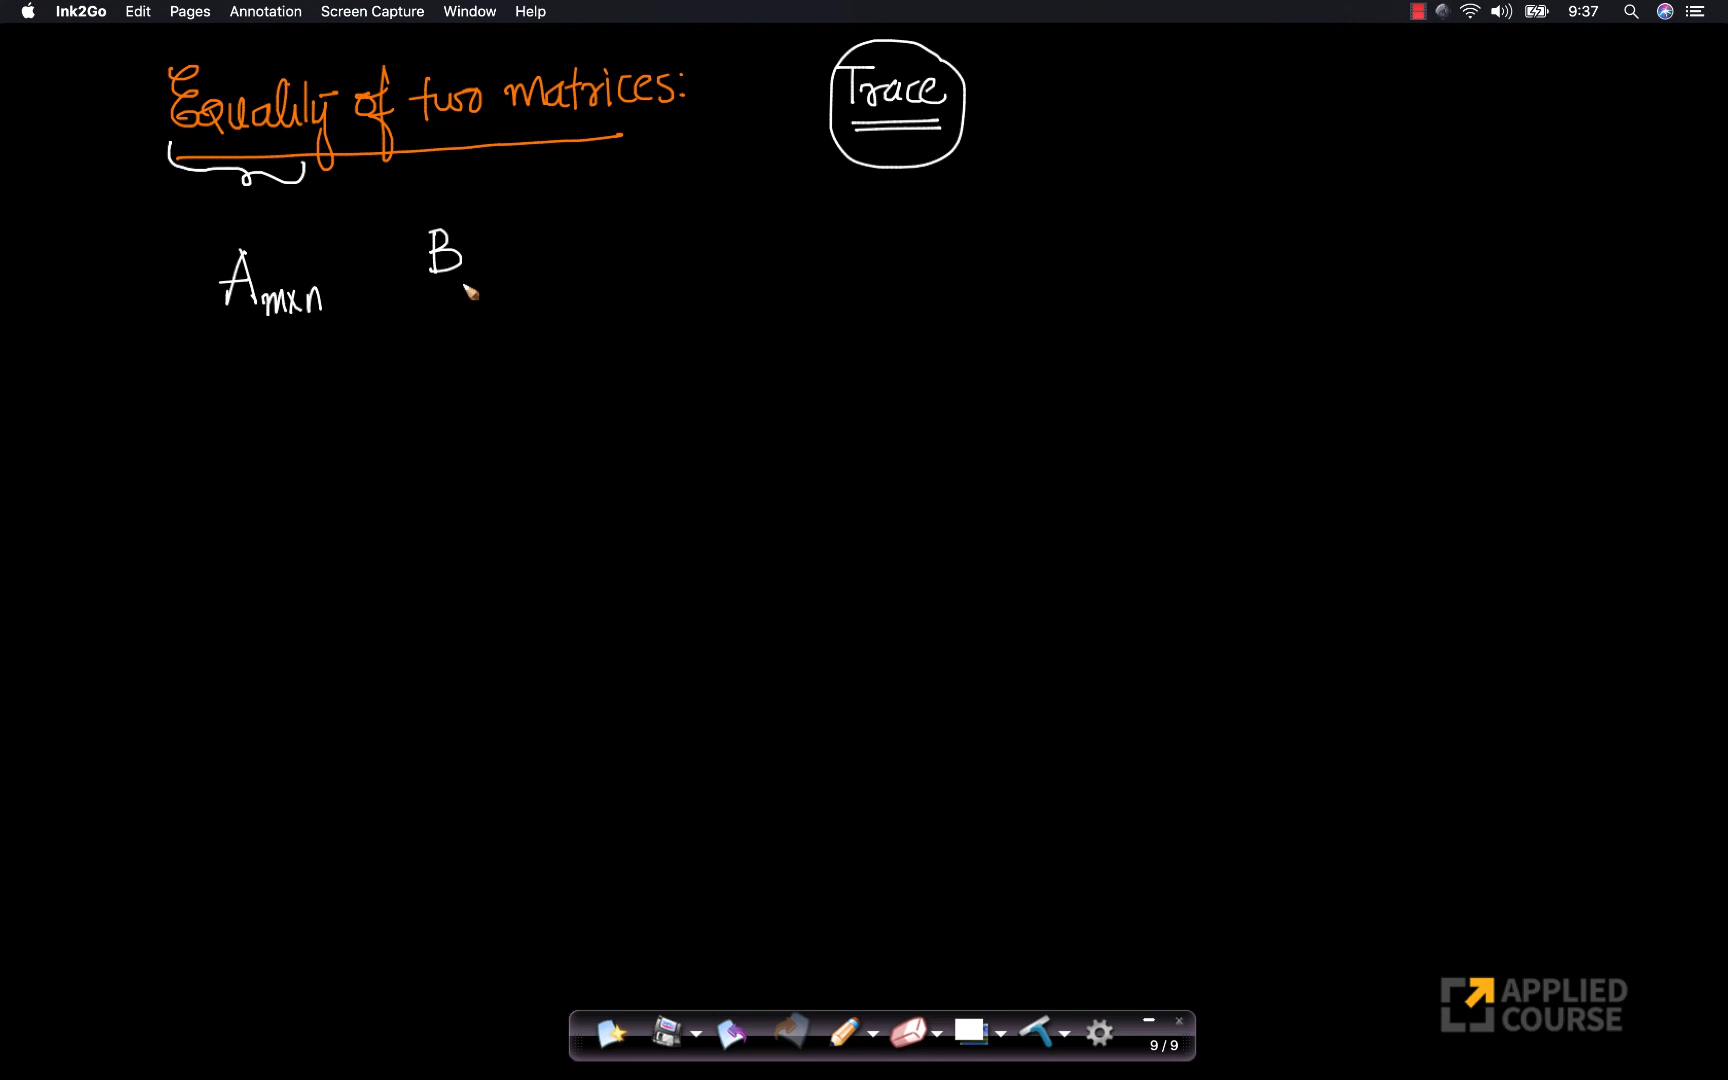 Ink2Go Edit Pages Annotation Screen Capture Window Help 9:37
Equality of two matrices:
Trace
B
Amxn
9 / 9
APPLIED
COURSE